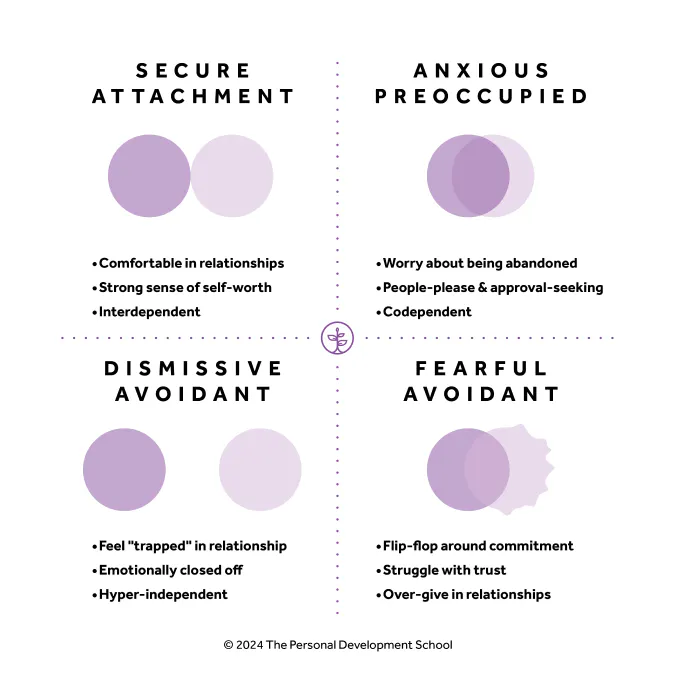 SECURE
ATTACHMENT
•Comfortable in relationships
•Strong sense of self-worth
•Interdependent
ANXIOUS
PREOCCUPIED
•Worry about being abandoned
•People-please & approval-seeking
•Codependent
DISMISSIVE
AVOIDANT
•Feel "trapped" in relationship
•Emotionally closed off
•Hyper-independent
FEARFUL
AVOIDANT
•Flip-flop around commitment
•Struggle with trust
•Over-give in relationships
© 2024 The Personal Development School